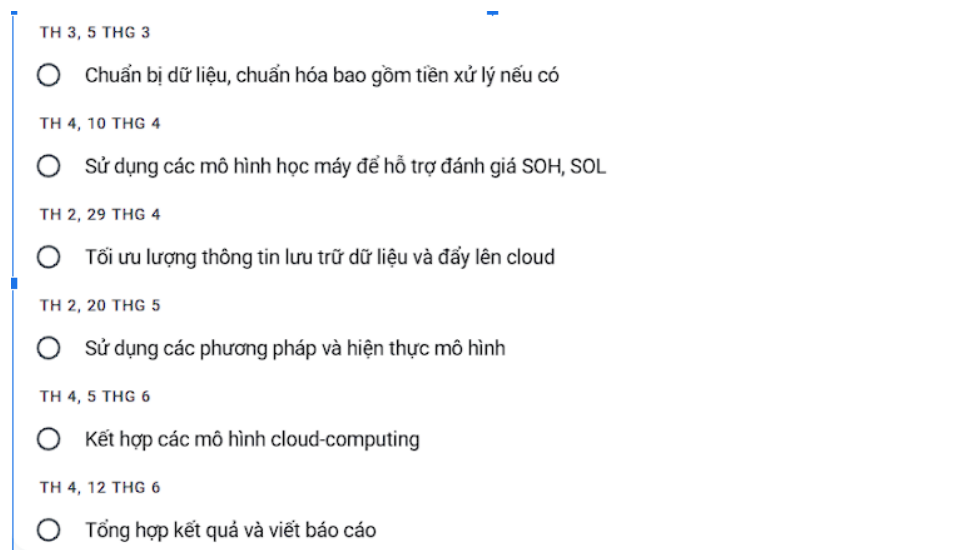 TH 3, 5 THG 3
Chuẩn bị dữ liệu, chuẩn hóa bao gồm tiền xử lý nếu có
TH 4, 10 THG 4
Sử dụng các mô hình học máy để hỗ trợ đánh giá SOH, SOL
TH 2, 29 THG 4
Tối ưu lượng thông tin lưu trữ dữ liệu và đẩy lên cloud
TH 2, 20 THG 5
Sử dụng các phương pháp và hiện thực mô hình
TH 4, 5 THG 6
Kết hợp các mô hình cloud-computing
TH 4, 12 THG 6
Tổng hợp kết quả và viết báo cáo